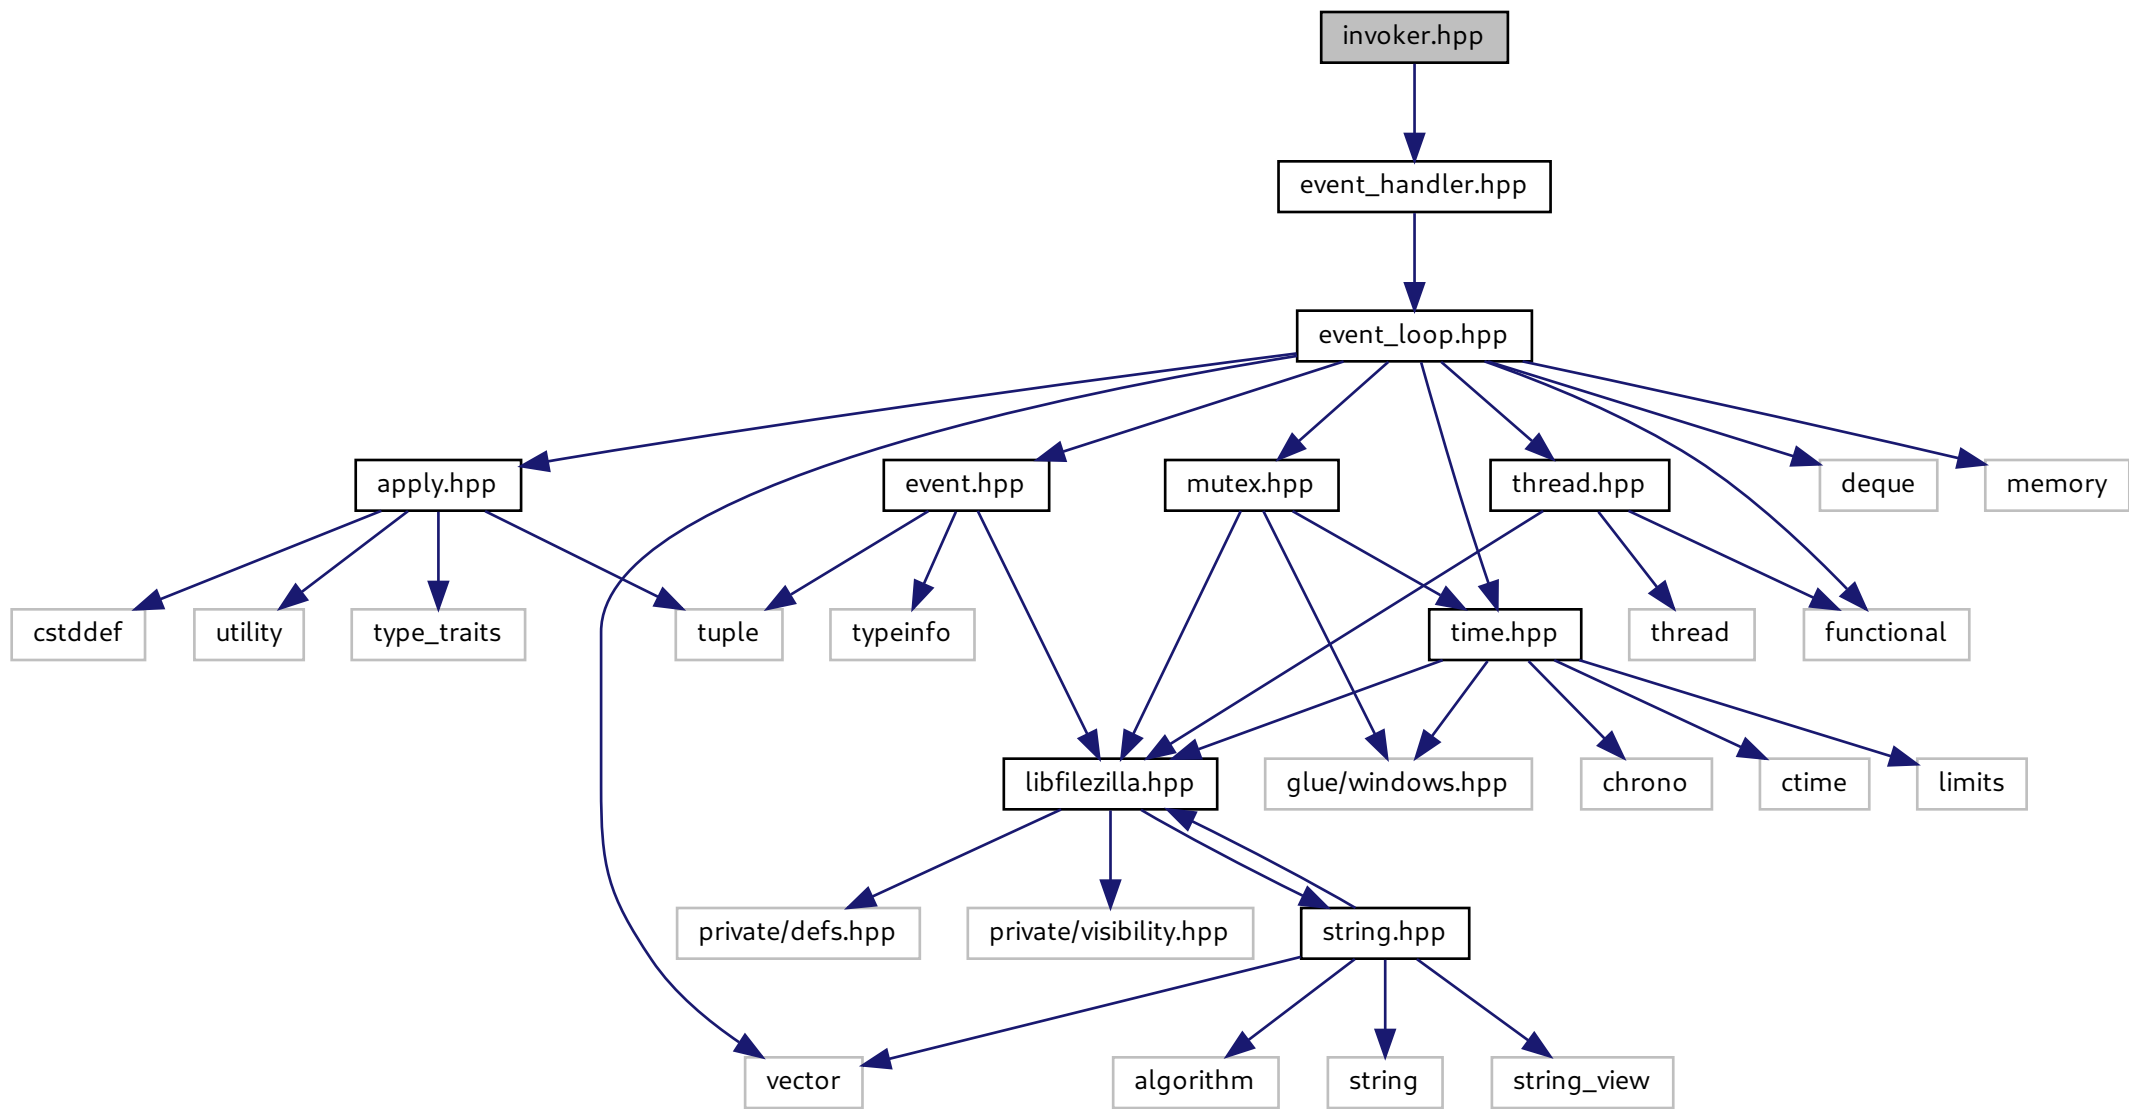 invoker.hpp
event_handler.hpp
event_loop.hpp
apply.hpp
event.hpp
mutex.hpp
thread.hpp
deque
memory
cstddef
utility
type_traits
tuple
typeinfo
time.hpp
thread
functional
libfilezilla.hpp
glue/windows.hpp
chrono
ctime
limits
private/defs.hpp
private/visibility.hpp
string.hpp
vector
algorithm
string
string_view